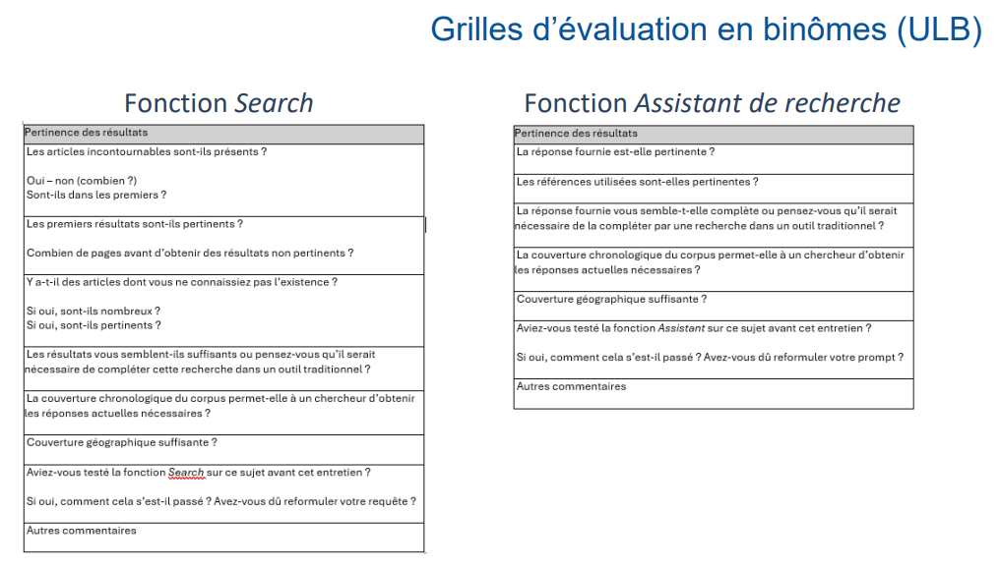 Grilles d’évaluation en binômes (ULB)
Fonction Search
Pertinence des résultats
Les articles incontournables sont-ils présents ?
Oui – non (combien ?)
Sont-ils dans les premiers ?
Les premiers résultats sont-ils pertinents ?
Combien de pages avant d’obtenir des résultats non pertinents ?
Y a-t-il des articles dont vous ne connaissiez pas l’existence ?
Si oui, sont-ils nombreux ?
Si oui, sont-ils pertinents ?
Les résultats vous semblent-ils suffisants ou pensez-vous qu’il serait
nécessaire de compléter cette recherche dans un outil traditionnel ?
La couverture chronologique du corpus permet-elle à un chercheur d’obtenir
les réponses actuelles nécessaires ?
Couverture géographique suffisante ?
Aviez-vous testé la fonction Search sur ce sujet avant cet entretien ?
Si oui, comment cela s’est-il passé ? Avez-vous dû reformuler votre requête ?
Autres commentaires
Fonction Assistant de recherche
Pertinence des résultats
La réponse fournie est-elle pertinente ?
Les références utilisées sont-elles pertinentes ?
La réponse fournie vous semble-t-elle complète ou pensez-vous qu’il serait
nécessaire de la compléter par une recherche dans un outil traditionnel ?
La couverture chronologique du corpus permet-elle à un chercheur d’obtenir
les réponses actuelles nécessaires ?
Couverture géographique suffisante ?
Aviez-vous testé la fonction Assistant sur ce sujet avant cet entretien ?
Si oui, comment cela s’est-il passé ? Avez-vous dû reformuler votre prompt ?
Autres commentaires